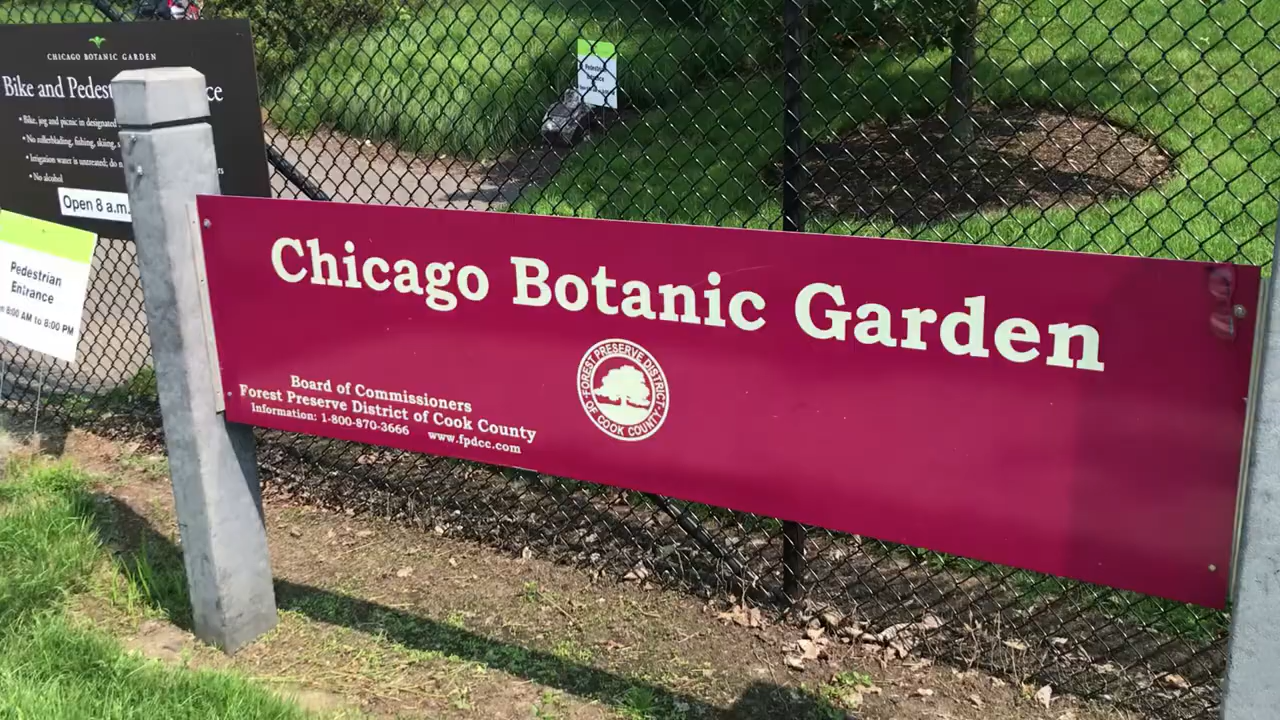 CHICAGO BOTANIC GARDEN
Bike and
• Bike, jog and picnic in designated
• No rollerblading, fishing, skiing,
• Irrigation water is untreated; do
• No alcohol
Open 8 a.m.
Pedestrian
Entrance
8:00 AM to 8:00 PM
Pedestrian
Entrance
Chicago Botanic Garden
FOREST PRESERVE DISTRICT
OF COOK COUNTY
Board of Commissioners
Forest Preserve District of Cook County
Information: 1-800-870-3666 www.fpdcc.com